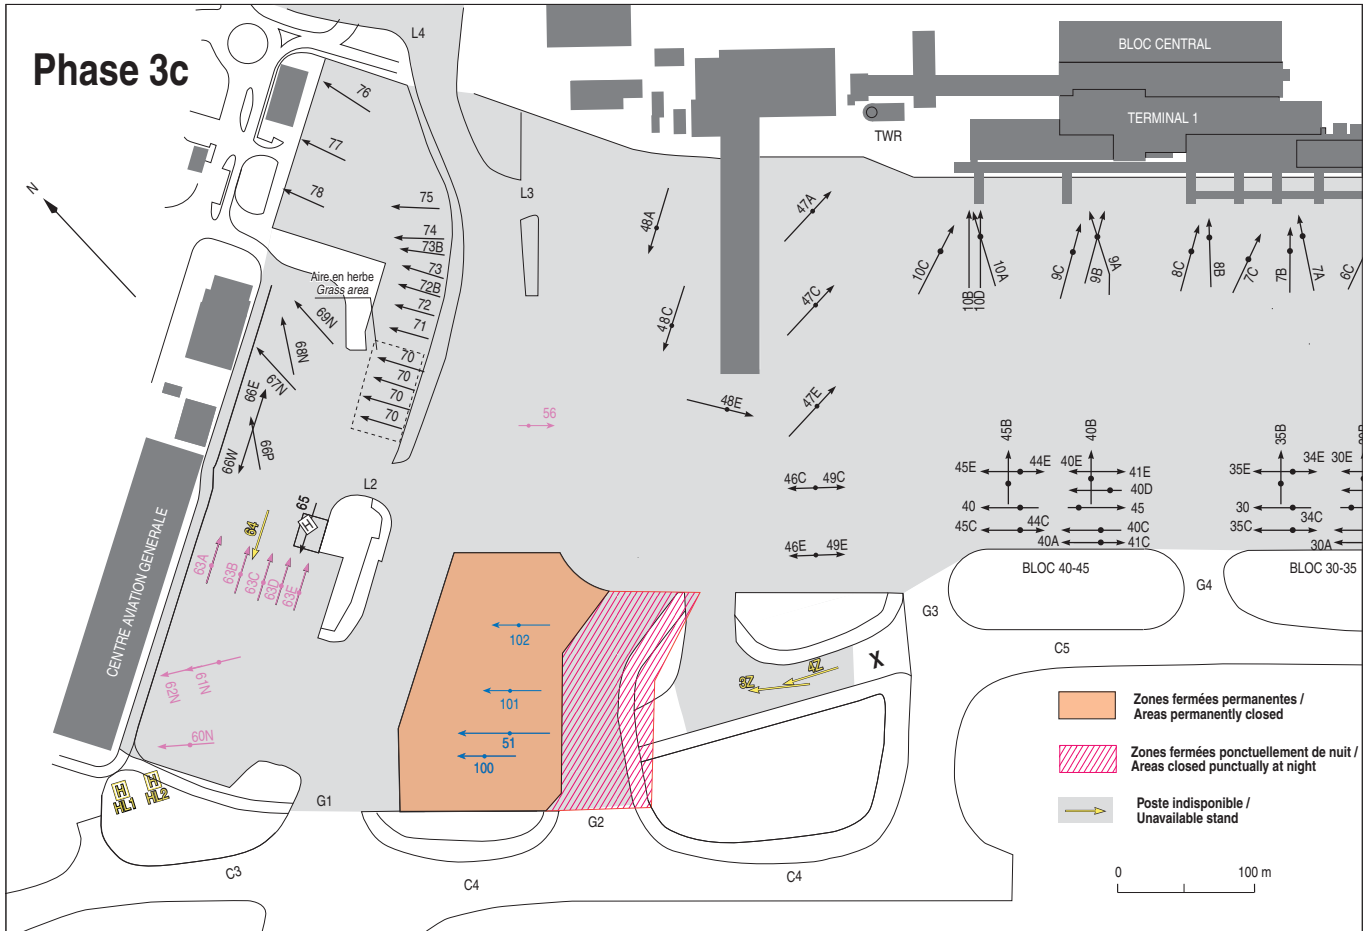 Phase 3c
L4
BLOC CENTRAL
TERMINAL 1
TWR
N
76
77
78
75
74
73B
73
72B
72
71
70
70
70
70
L3
Aire en herbe
Grass area
69N
68N
67N
66E
66W
66P
48A
48C
48E
47A
47C
47E
10C
10B
10D
10A
9C
9B
9A
8C
8B
7C
7B
7A
6C
56
46C
49C
46E
49E
45B
45E
44E
40
45C
44C
40B
40E
41E
40D
45
40C
40A
41C
35B
35E
34E
30
35C
34C
30E
30A
BLOC 40-45
BLOC 30-35
L2
65
H
64
63A
63B
63C
63D
63E
62N
61N
60N
CENTRE AVIATION GENERALE
102
101
51
100
3Z
4Z
X
G3
G4
C5
H
HL1
H
HL2
G1
G2
C3
C4
C4
Zones fermées permanentes /
Areas permanently closed
Zones fermées ponctuellement de nuit /
Areas closed punctually at night
Poste indisponible /
Unavailable stand
0
100 m